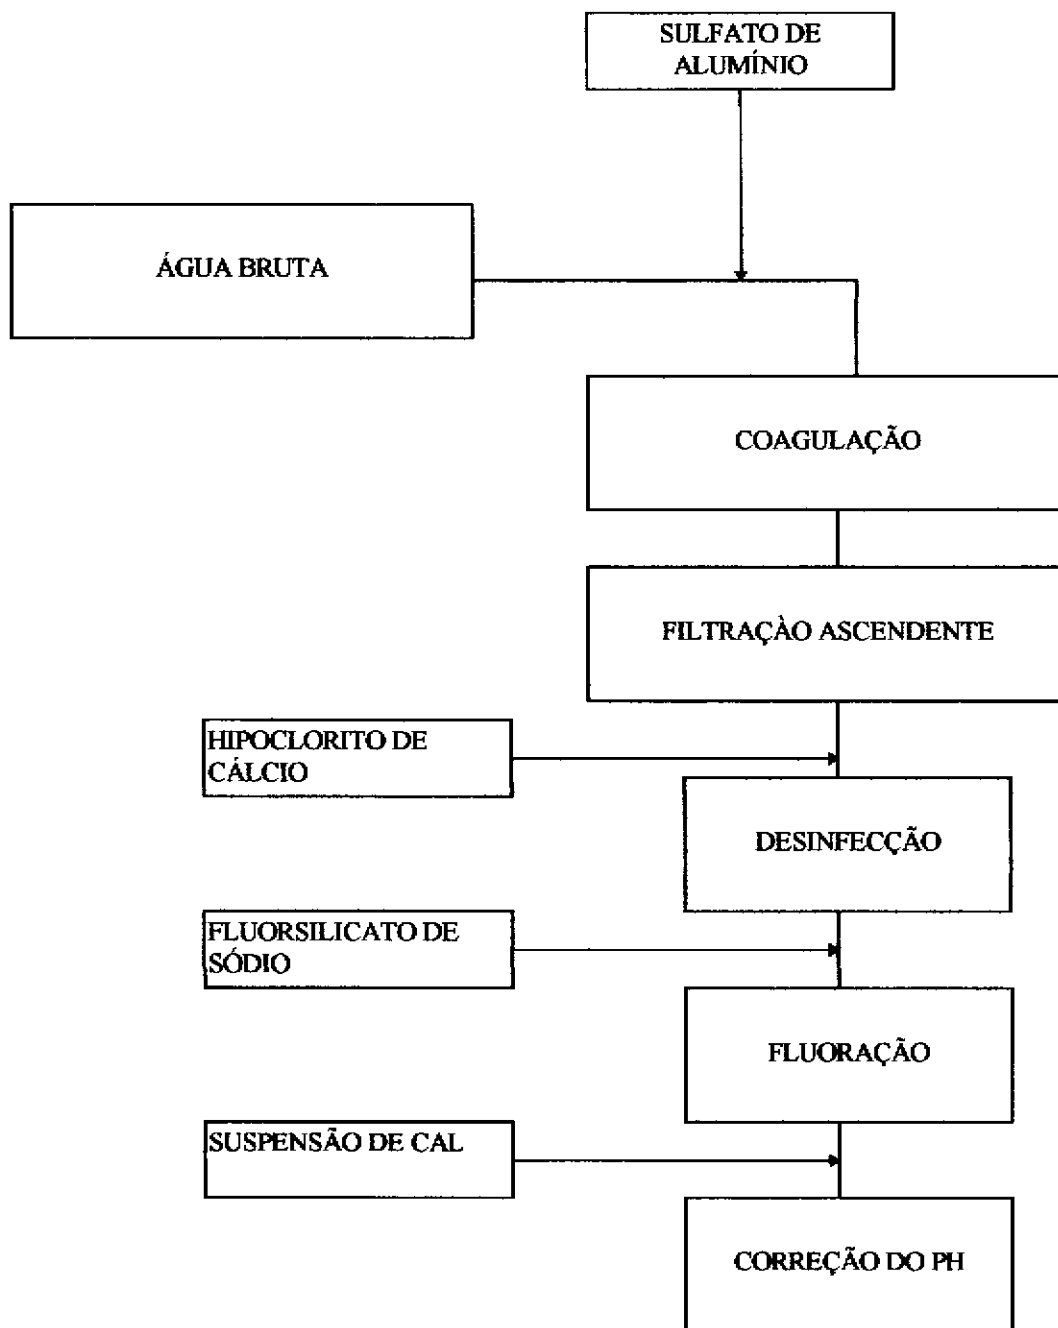 SULFATO DE
ALUMÍNIO
ÁGUA BRUTA
COAGULAÇÃO
FILTRAÇÀO ASCENDENTE
HIPOCLORITO DE
CÁLCIO
DESINFECÇÃO
FLUORSILICATO DE
SÓDIO
FLUORAÇÃO
SUSPENSÃO DE CAL
CORREÇÃO DO PH